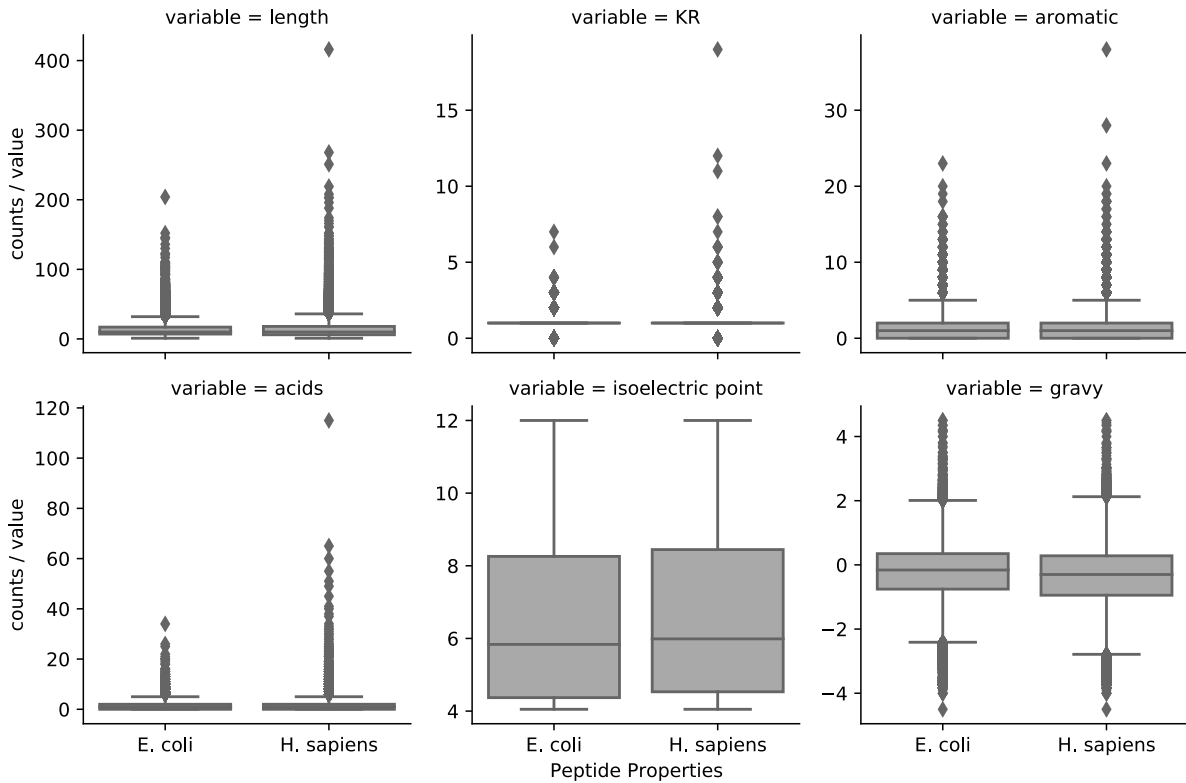 variable = length
variable = KR
variable = aromatic
counts / value
400
300
200
100
0
15
10
5
0
30
20
10
0
variable = acids
variable = isoelectric point
variable = gravy
counts / value
120
100
80
60
40
20
0
12
10
8
6
4
4
2
0
−2
−4
E. coli
H. sapiens
E. coli
H. sapiens
E. coli
H. sapiens
Peptide Properties